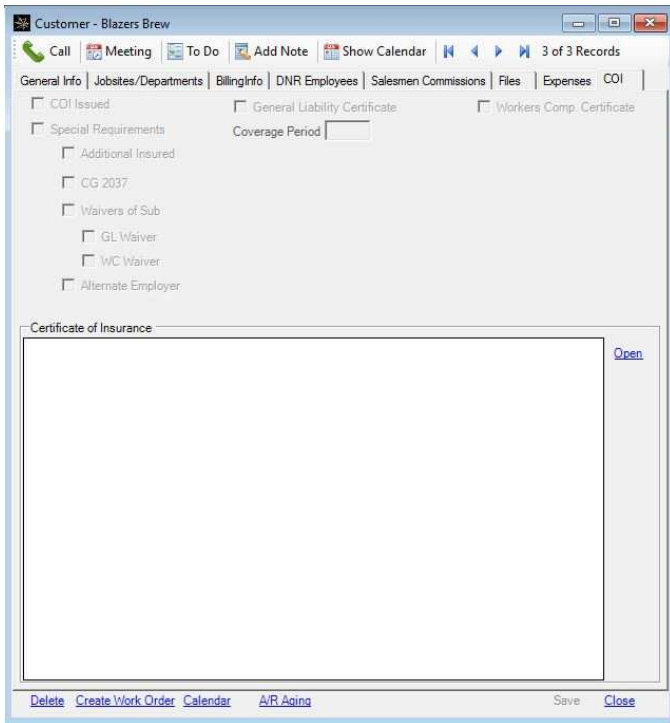 Customer - Blazers Brew
Call Meeting To Do Add Note Show Calendar 3 of 3 Records
General Info Jobsites/Departments BillingInfo DNR Employees Salesmen Commissions Files Expenses COI
COI Issued General Liability Certificate Workers Comp. Certificate
Special Requirements Coverage Period
Additional Insured
CG 2037
Waivers of Sub
GL Waiver
WC Waiver
Alternate Employer
Certificate of Insurance
Open
Delete Create Work Order Calendar A/R Aging Save Close